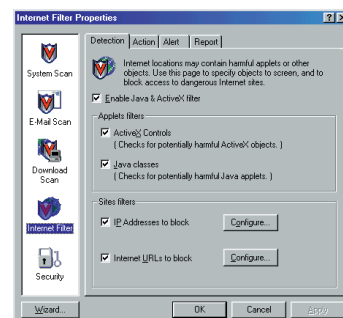 Internet Filter Properties
Detection
Action
Alert
Report
System Scan
E-Mail Scan
Download
Scan
Internet Filter
Security
Internet locations may contain harmful applets or other
objects. Use this page to specify objects to screen, and to
block access to dangerous Internet sites.
Enable Java & ActiveX filter
Applets filters
ActiveX Controls
( Checks for potentially harmful ActiveX objects. )
Java classes
( Checks for potentially harmful Java applets. )
Sites filters
IP Addresses to block
Configure...
Internet URLs to block
Configure...
Wizard...
OK
Cancel
Apply